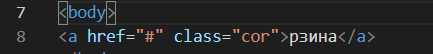 7 <body>
8 <a href="#" class="cor">рзина</a>